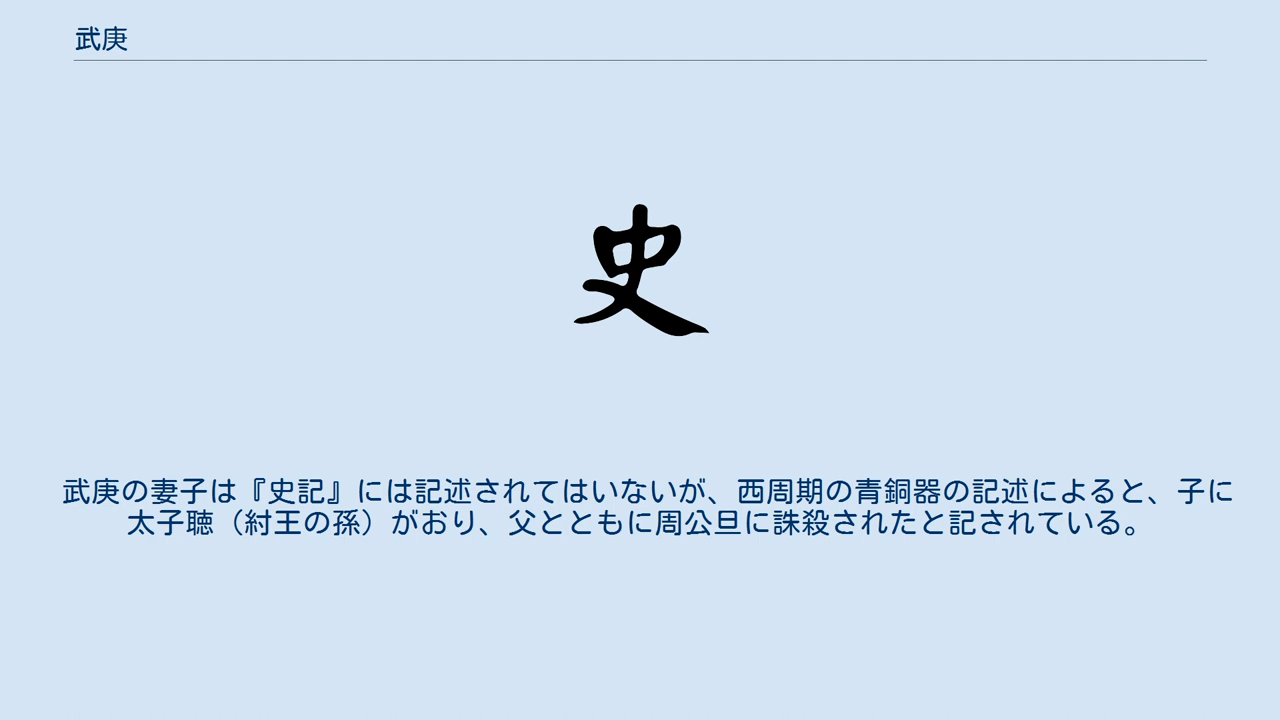 武庚
史
武庚の妻子は『史記』には記述されてはいないが、西周期の青銅器の記述によると、子に
太子聴（紂王の孫）がおり、父とともに周公旦に誅殺されたと記されている。